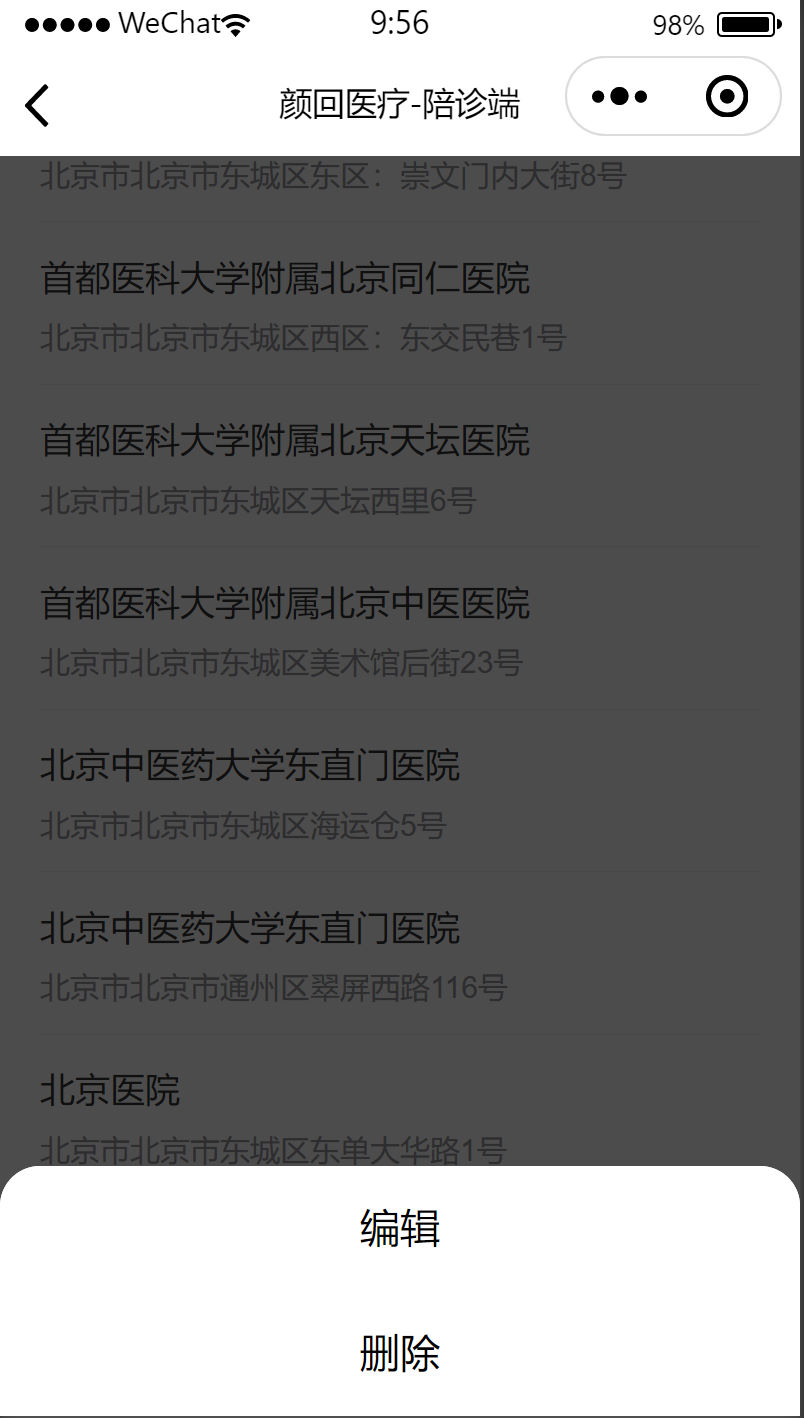 WeChat 9:56 98%
颜回医疗-陪诊端
北京市北京市东城区东区：崇文门内大街8号
首都医科大学附属北京同仁医院
北京市北京市东城区西区：东交民巷1号
首都医科大学附属北京天坛医院
北京市北京市东城区天坛西里6号
首都医科大学附属北京中医医院
北京市北京市东城区美术馆后街23号
北京中医药大学东直门医院
北京市北京市东城区海运仓5号
北京中医药大学东直门医院
北京市北京市通州区翠屏西路116号
北京医院
北京市北京市东城区东单大华路1号
编辑
删除